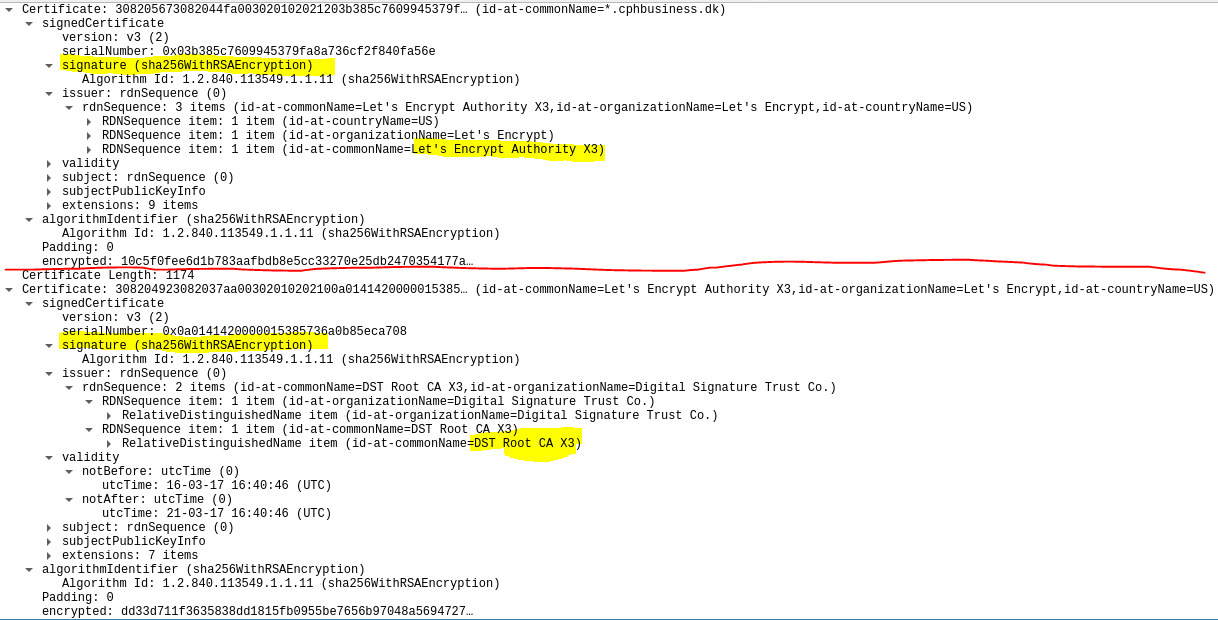 Certificate: 308205673082044fa003020102021203b385c7609945379f… (id-at-commonName=*.cphbusiness.dk)
signedCertificate
version: v3 (2)
serialNumber: 0x03b385c7609945379fa8a736cf2f840fa56e
signature (sha256WithRSAEncryption)
Algorithm Id: 1.2.840.113549.1.1.11 (sha256WithRSAEncryption)
issuer: rdnSequence (0)
rdnSequence: 3 items (id-at-commonName=Let's Encrypt Authority X3,id-at-organizationName=Let's Encrypt,id-at-countryName=US)
RDNSequence item: 1 item (id-at-countryName=US)
RDNSequence item: 1 item (id-at-organizationName=Let's Encrypt)
RDNSequence item: 1 item (id-at-commonName=Let's Encrypt Authority X3)
validity
subject: rdnSequence (0)
subjectPublicKeyInfo
extensions: 9 items
algorithmIdentifier (sha256WithRSAEncryption)
Algorithm Id: 1.2.840.113549.1.1.11 (sha256WithRSAEncryption)
Padding: 0
encrypted: 10c5f0fee6d1b783aafbdb8e5cc33270e25db2470354177a…
Certificate Length: 1174
Certificate: 308204923082037aa00302010202100a0141420000015385… (id-at-commonName=Let's Encrypt Authority X3,id-at-organizationName=Let's Encrypt,id-at-countryName=US)
signedCertificate
version: v3 (2)
serialNumber: 0x0a0141420000015385736a0b85eca708
signature (sha256WithRSAEncryption)
Algorithm Id: 1.2.840.113549.1.1.11 (sha256WithRSAEncryption)
issuer: rdnSequence (0)
rdnSequence: 2 items (id-at-commonName=DST Root CA X3,id-at-organizationName=Digital Signature Trust Co.)
RDNSequence item: 1 item (id-at-organizationName=Digital Signature Trust Co.)
RelativeDistinguishedName item (id-at-organizationName=Digital Signature Trust Co.)
RDNSequence item: 1 item (id-at-commonName=DST Root CA X3)
RelativeDistinguishedName item (id-at-commonName=DST Root CA X3)
validity
notBefore: utcTime (0)
utcTime: 16-03-17 16:40:46 (UTC)
notAfter: utcTime (0)
utcTime: 21-03-17 16:40:46 (UTC)
subject: rdnSequence (0)
subjectPublicKeyInfo
extensions: 7 items
algorithmIdentifier (sha256WithRSAEncryption)
Algorithm Id: 1.2.840.113549.1.1.11 (sha256WithRSAEncryption)
Padding: 0
encrypted: dd33d711f3635838dd1815fb0955be7656b97048a5694727…